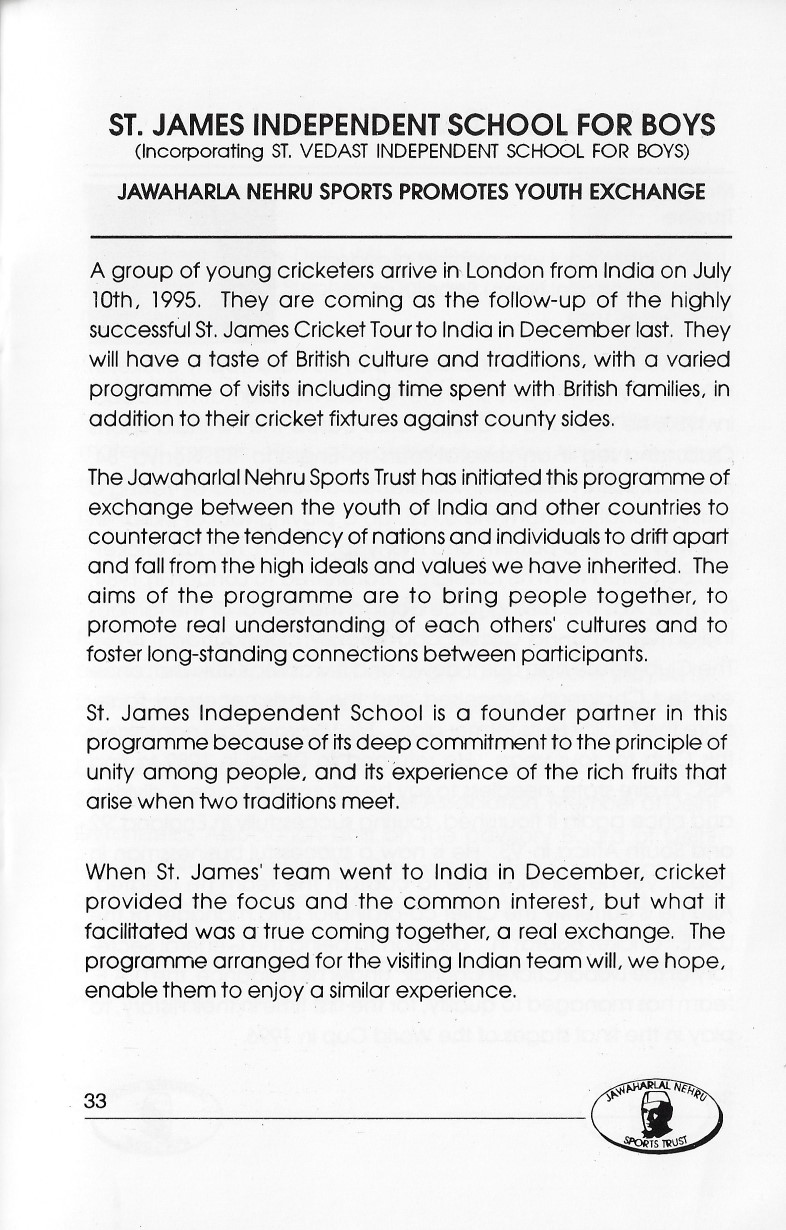 ST. JAMES INDEPENDENT SCHOOL FOR BOYS
(Incorporating ST. VEDAST INDEPENDENT SCHOOL FOR BOYS)
JAWAHARLA NEHRU SPORTS PROMOTES YOUTH EXCHANGE
A group of young cricketers arrive in London from India on July
10th, 1995. They are coming as the follow-up of the highly
successful St. James Cricket Tour to India in December last. They
will have a taste of British culture and traditions, with a varied
programme of visits including time spent with British families, in
addition to their cricket fixtures against county sides.
The Jawaharlal Nehru Sports Trust has initiated this programme of
exchange between the youth of India and other countries to
counteract the tendency of nations and individuals to drift apart
and fall from the high ideals and values we have inherited. The
aims of the programme are to bring people together, to
promote real understanding of each others' cultures and to
foster long-standing connections between participants.
St. James Independent School is a founder partner in this
programme because of its deep commitment to the principle of
unity among people, and its experience of the rich fruits that
arise when two traditions meet.
When St. James' team went to India in December, cricket
provided the focus and the common interest, but what it
facilitated was a true coming together, a real exchange. The
programme arranged for the visiting Indian team will, we hope,
enable them to enjoy a similar experience.
33
JAWAHARLAL NEHRU
SPORTS TRUST